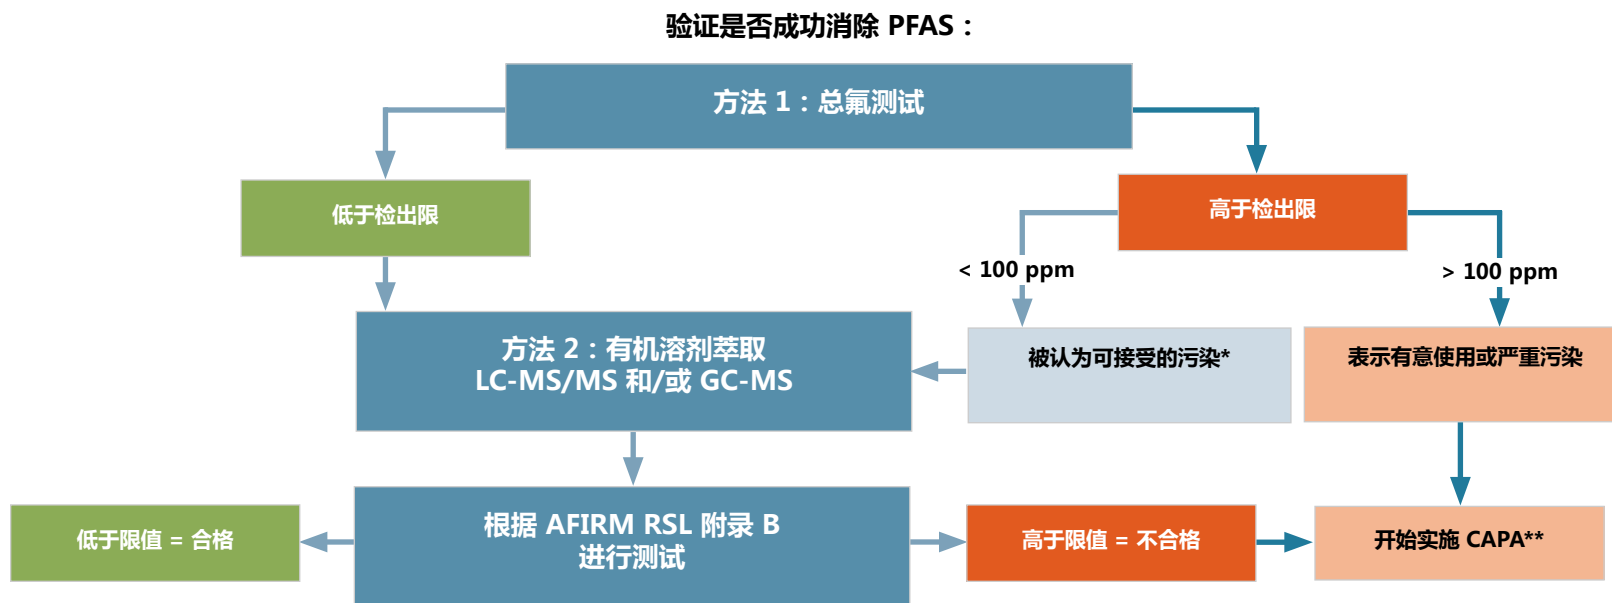 验证是否成功消除 PFAS：
方法 1：总氟测试
低于检出限
高于检出限
< 100 ppm
> 100 ppm
方法 2：有机溶剂萃取
LC-MS/MS 和/或 GC-MS
被认为可接受的污染*
表示有意使用或严重污染
低于限值 = 合格
根据 AFIRM RSL 附录 B
进行测试
高于限值 = 不合格
开始实施 CAPA**